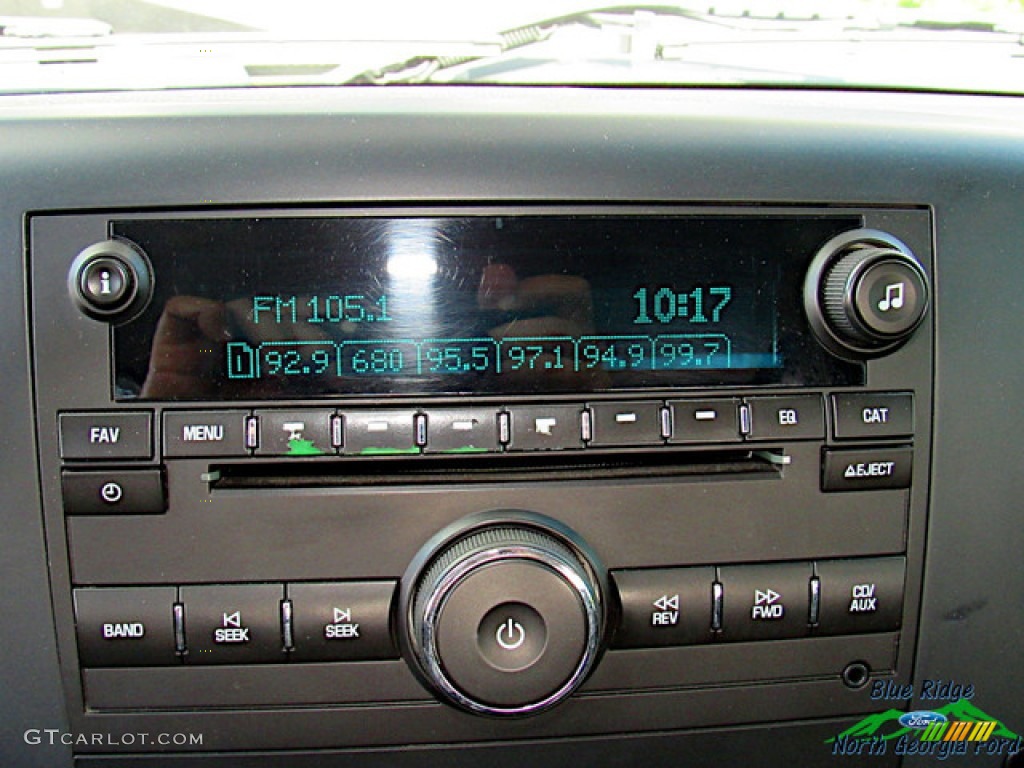 i
FM 105.1 10:17
1 92.9 680 95.5 97.1 94.9 99.7
FAV MENU EQ CAT
△EJECT
BAND SEEK SEEK REV FWD CD/
AUX
Blue Ridge
Ford
North Georgia Ford
GTCARLOT.COM